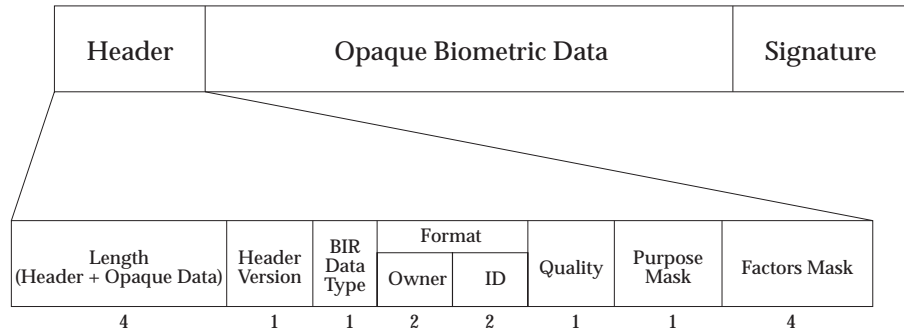 Header Opaque Biometric Data Signature
Length
(Header + Opaque Data)
Header
Version
BIR
Data
Type
Format
Owner ID
Quality
Purpose
Mask
Factors Mask
4 1 1 2 2 1 1 4